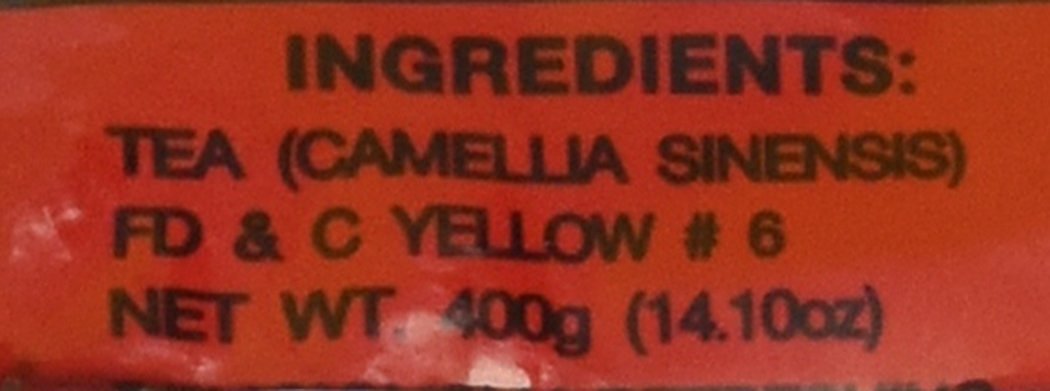 INGREDIENTS:
TEA (CAMELLIA SINENSIS)
FD & C YELLOW # 6
NET WT. 400g (14.10oz)